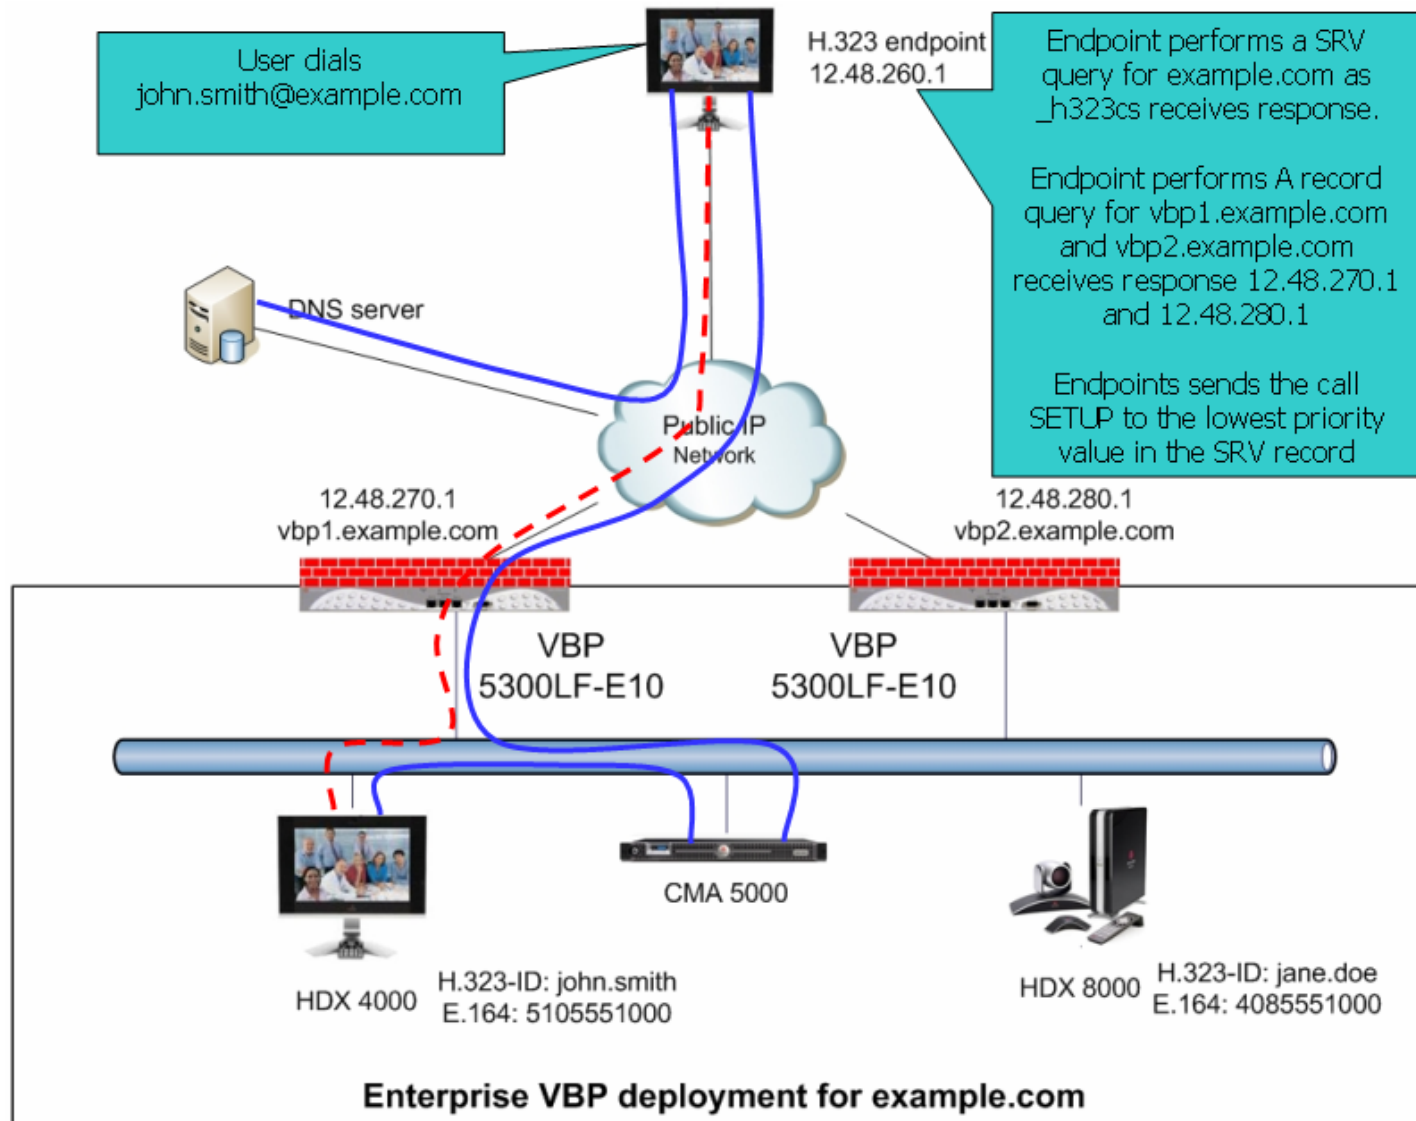 User dials
john.smith@example.com
H.323 endpoint
12.48.260.1
Endpoint performs a SRV
query for example.com as
_h323cs receives response.
Endpoint performs A record
query for vbp1.example.com
and vbp2.example.com
receives response 12.48.270.1
and 12.48.280.1
Endpoints sends the call
SETUP to the lowest priority
value in the SRV record
DNS server
Public IP
Network
12.48.270.1
vbp1.example.com
12.48.280.1
vbp2.example.com
VBP
5300LF-E10
VBP
5300LF-E10
CMA 5000
HDX 4000
H.323-ID: john.smith
E.164: 5105551000
HDX 8000
H.323-ID: jane.doe
E.164: 4085551000
Enterprise VBP deployment for example.com